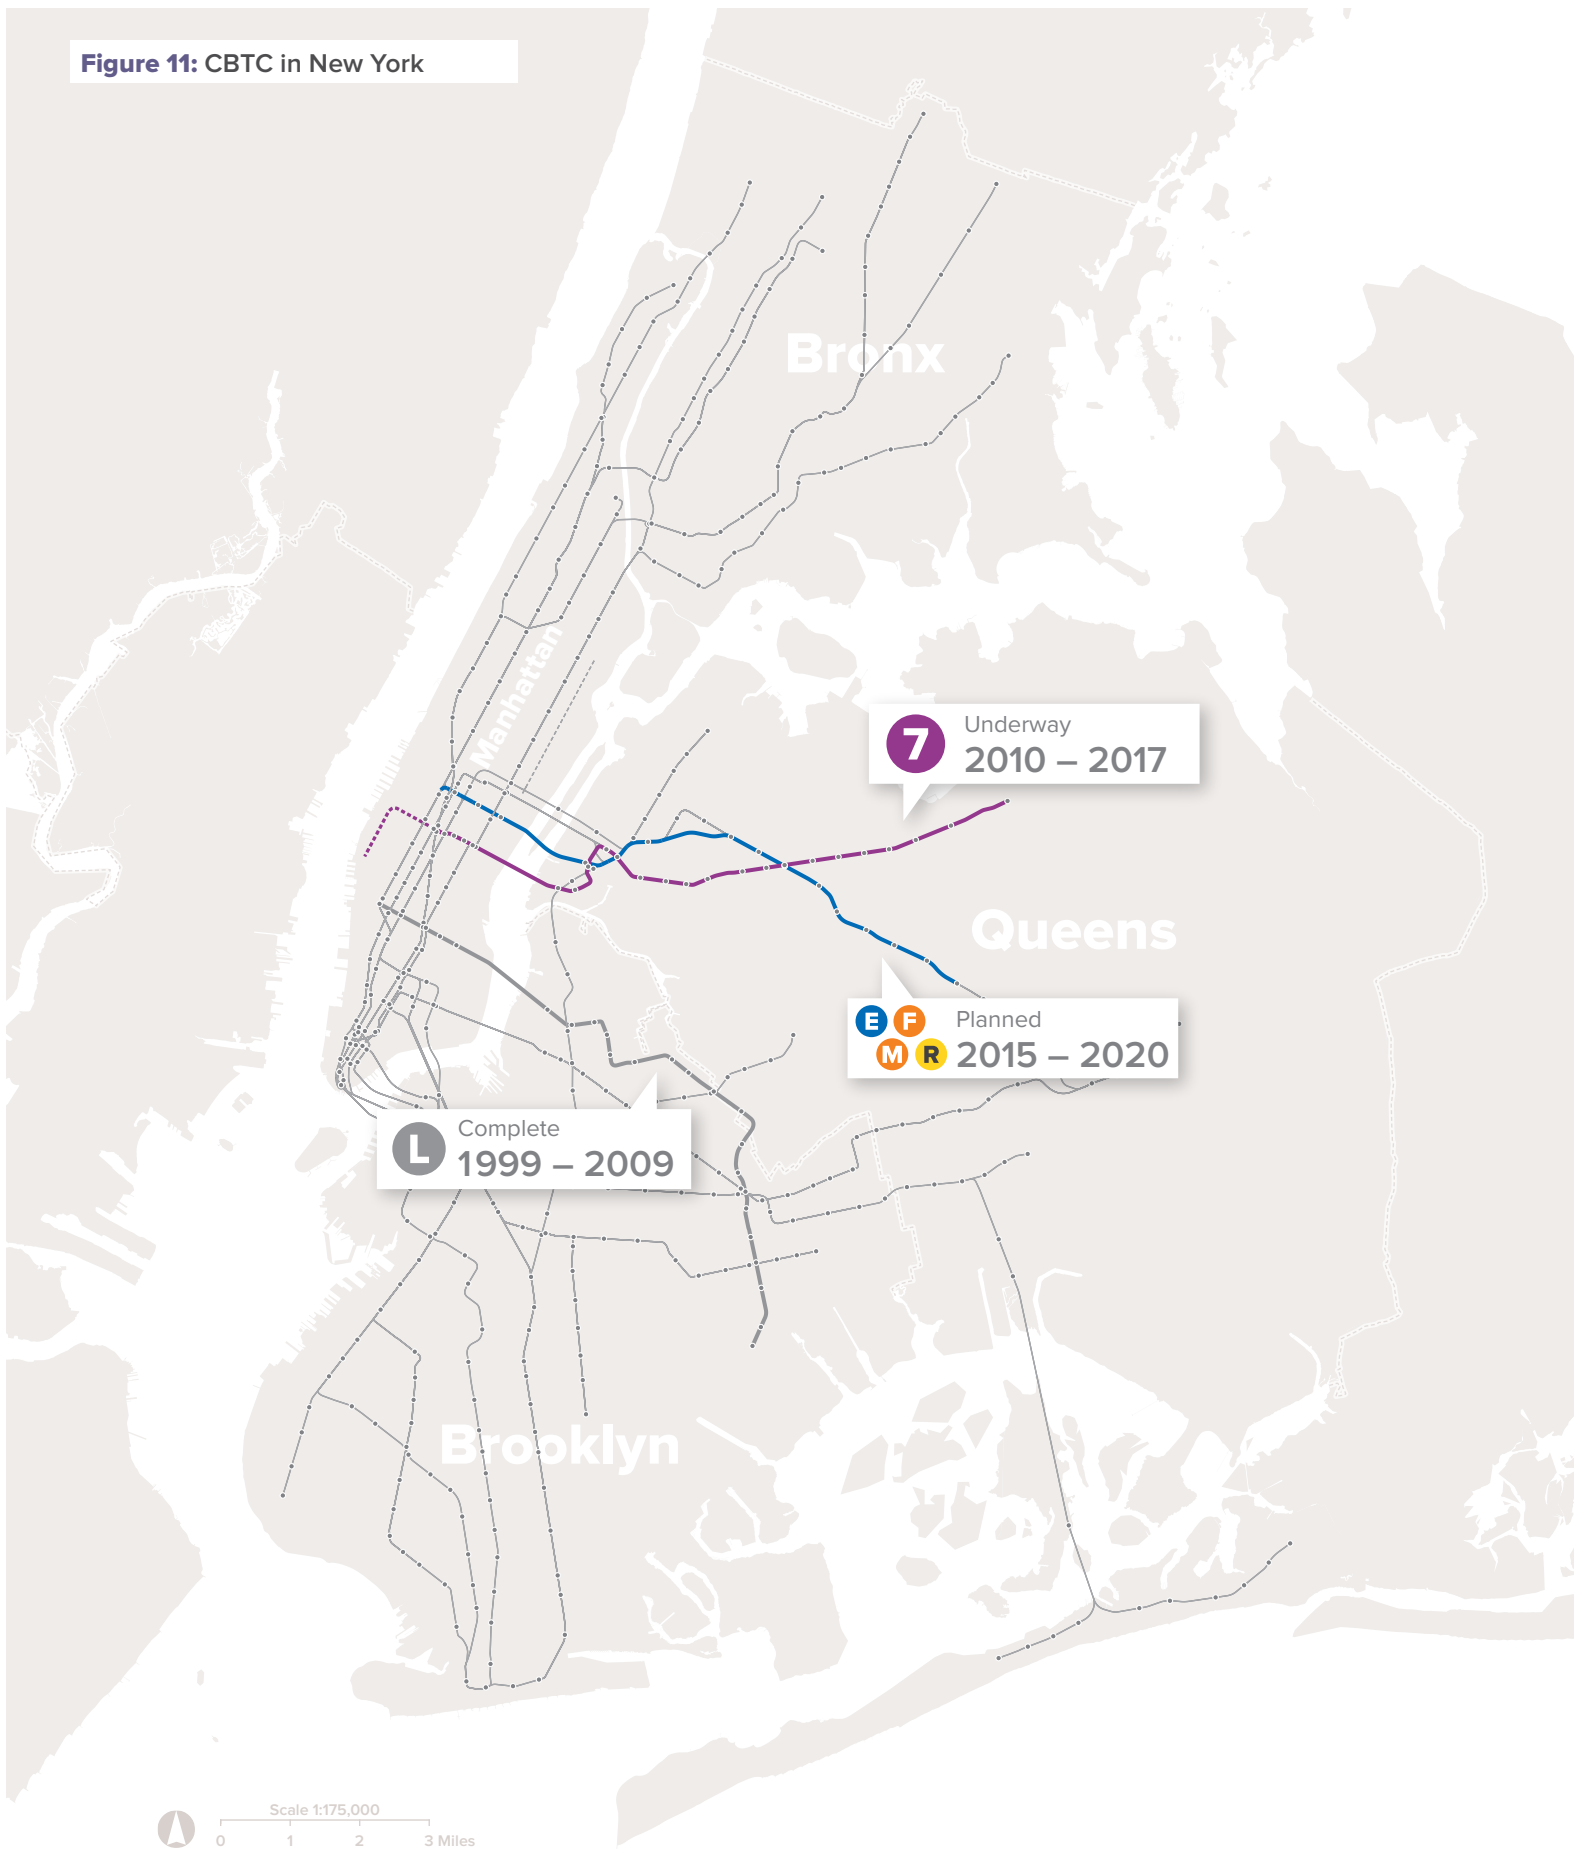 Figure 11: CBTC in New York
Bronx
Manhattan
7
Underway
2010 – 2017
Queens
E F
M R
Planned
2015 – 2020
L
Complete
1999 – 2009
Brooklyn
Scale 1:175,000
0 1 2 3 Miles